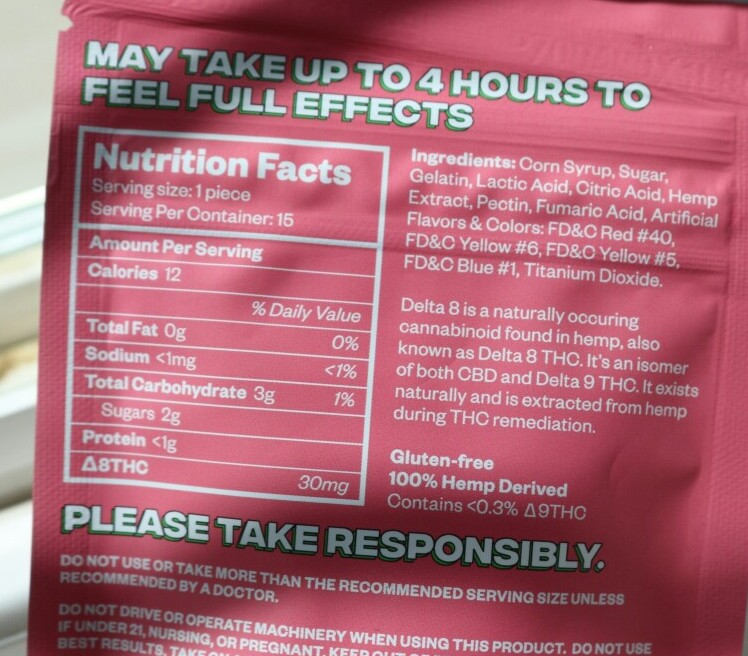 MAY TAKE UP TO 4 HOURS TO
FEEL FULL EFFECTS
Nutrition Facts
Serving size: 1 piece
Serving Per Container: 15
Amount Per Serving
Calories 12
% Daily Value
Total Fat 0g 0%
Sodium <1mg <1%
Total Carbohydrate 3g 1%
Sugars 2g
Protein <1g
Δ8THC 30mg
Ingredients: Corn Syrup, Sugar,
Gelatin, Lactic Acid, Citric Acid, Hemp
Extract, Pectin, Fumaric Acid, Artificial
Flavors & Colors: FD&C Red #40,
FD&C Yellow #6, FD&C Yellow #5,
FD&C Blue #1, Titanium Dioxide.
Delta 8 is a naturally occuring
cannabinoid found in hemp, also
known as Delta 8 THC. It's an isomer
of both CBD and Delta 9 THC. It exists
naturally and is extracted from hemp
during THC remediation.
Gluten-free
100% Hemp Derived
Contains <0.3% Δ9THC
PLEASE TAKE RESPONSIBLY.
DO NOT USE OR TAKE MORE THAN THE RECOMMENDED SERVING SIZE UNLESS
RECOMMENDED BY A DOCTOR.
DO NOT DRIVE OR OPERATE MACHINERY WHEN USING THIS PRODUCT. DO NOT USE
IF UNDER 21, NURSING, OR PREGNANT. KEEP OUT OF
BEST RESULTS, TAKE ON